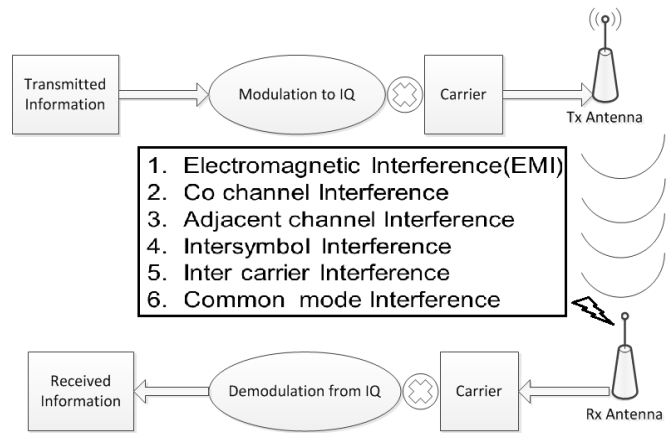 Transmitted
Information
Modulation to IQ
Carrier
Tx Antenna
1. Electromagnetic Interference(EMI)
2. Co channel Interference
3. Adjacent channel Interference
4. Intersymbol Interference
5. Inter carrier Interference
6. Common mode Interference
Received
Information
Demodulation from IQ
Carrier
Rx Antenna